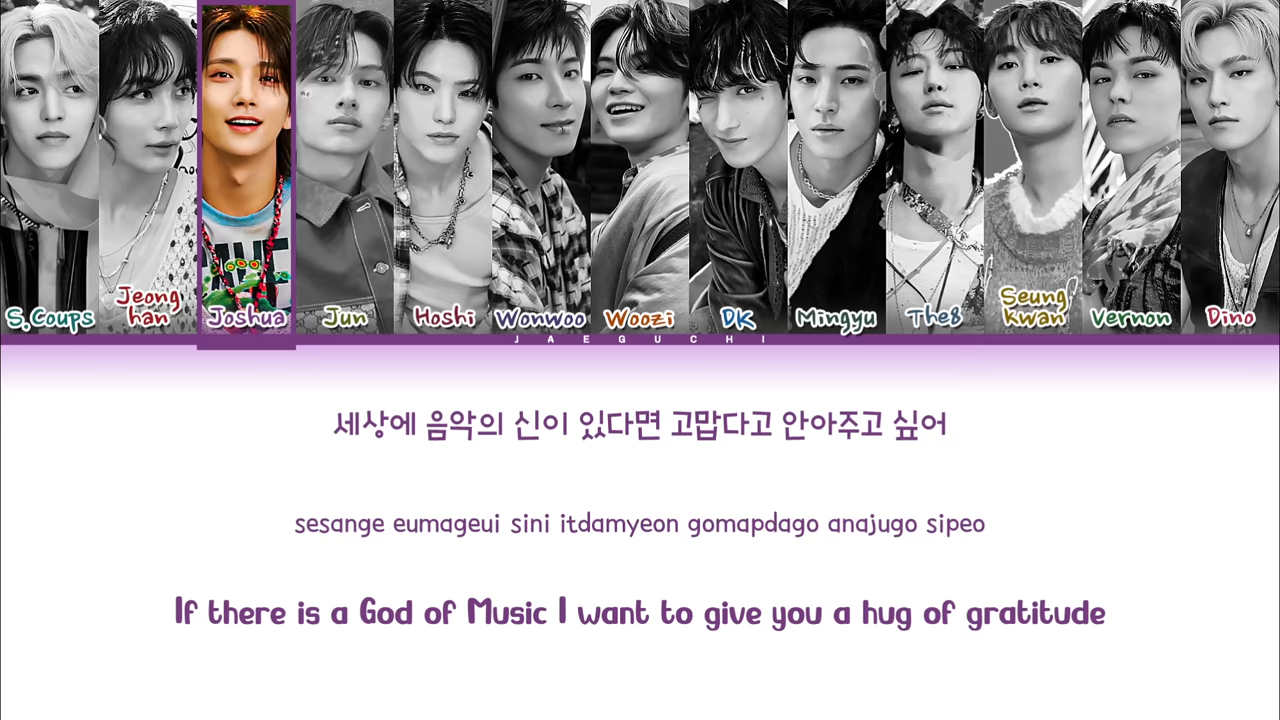 S.Coups
Jeong
han
Joshua
Jun
Hoshi
Wonwoo
Woozi
DK
Mingyu
The8
Seung
kwan
Vernon
Dino
JAEGUCHI
세상에 음악의 신이 있다면 고맙다고 안아주고 싶어
sesange eumageui sini itdamyeon gomapdago anajugo sipeo
If there is a God of Music I want to give you a hug of gratitude